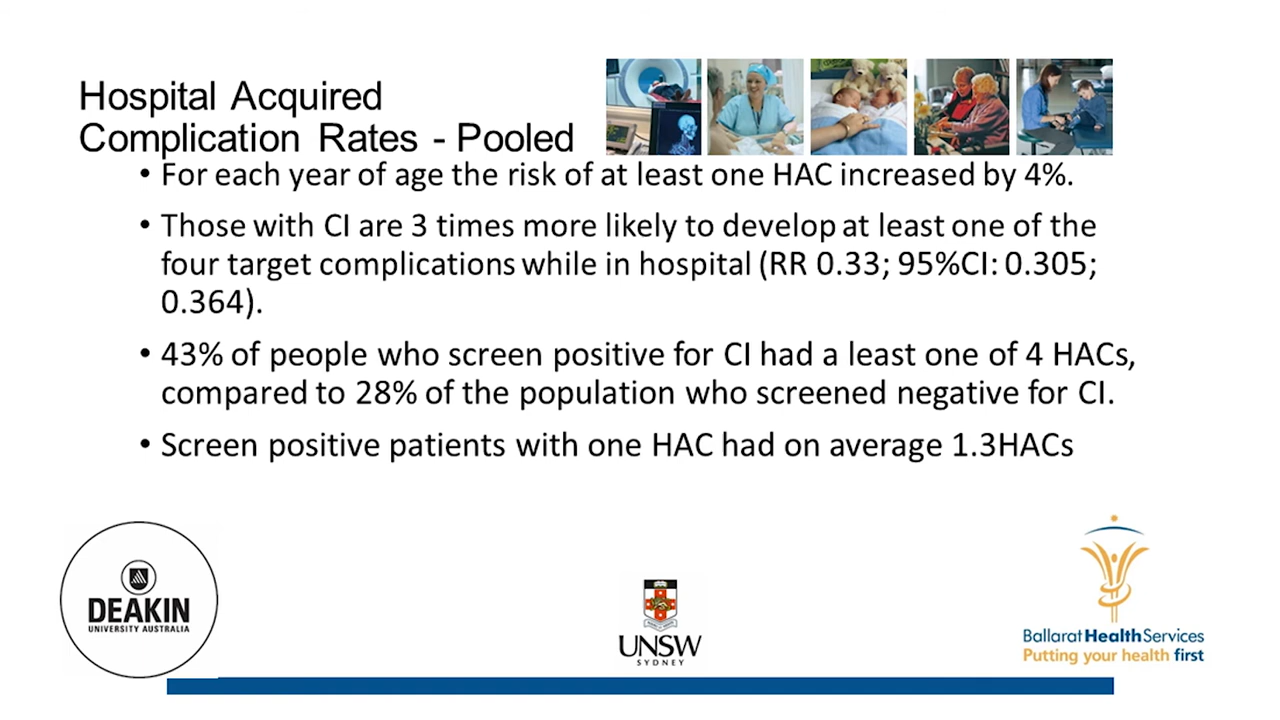 Hospital Acquired
Complication Rates - Pooled
• For each year of age the risk of at least one HAC increased by 4%.
• Those with CI are 3 times more likely to develop at least one of the
four target complications while in hospital (RR 0.33; 95%CI: 0.305;
0.364).
• 43% of people who screen positive for CI had a least one of 4 HACs,
compared to 28% of the population who screened negative for CI.
• Screen positive patients with one HAC had on average 1.3HACs
DEAKIN
UNIVERSITY AUSTRALIA
UNSW
SYDNEY
Ballarat HealthServices
Putting your health first